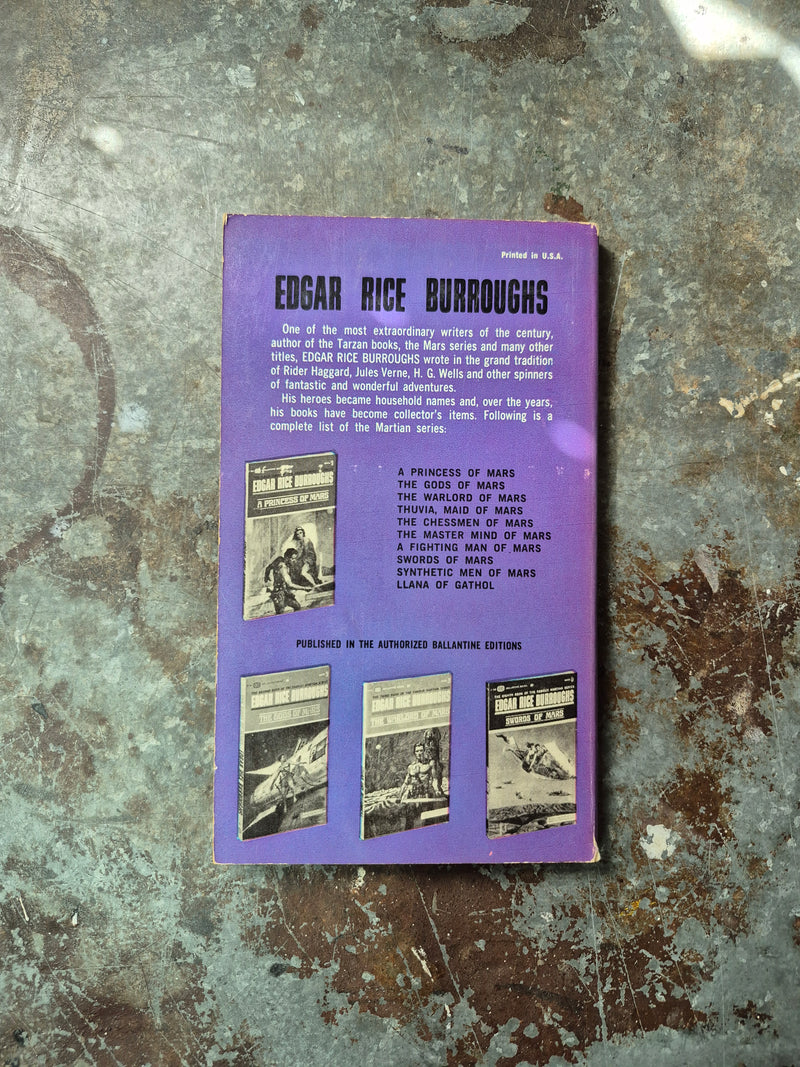 Printed in U.S.A.
EDGAR RICE BURROUGHS
One of the most extraordinary writers of the century,
author of the Tarzan books, the Mars series and many other
titles, EDGAR RICE BURROUGHS wrote in the grand tradition
of Rider Haggard, Jules Verne, H. G. Wells and other spinners
of fantastic and wonderful adventures.
His heroes became household names and, over the years,
his books have become collector's items. Following is a
complete list of the Martian series:
EDGAR RICE BURROUGHS
A PRINCESS OF MARS
A PRINCESS OF MARS
THE GODS OF MARS
THE WARLORD OF MARS
THUVIA, MAID OF MARS
THE CHESSMEN OF MARS
THE MASTER MIND OF MARS
A FIGHTING MAN OF MARS
SWORDS OF MARS
SYNTHETIC MEN OF MARS
LLANA OF GATHOL
PUBLISHED IN THE AUTHORIZED BALLANTINE EDITIONS
EDGAR RICE BURROUGHS
THE GODS OF MARS
EDGAR RICE BURROUGHS
THE WARLORD OF MARS
EDGAR RICE BURROUGHS
SWORDS OF MARS